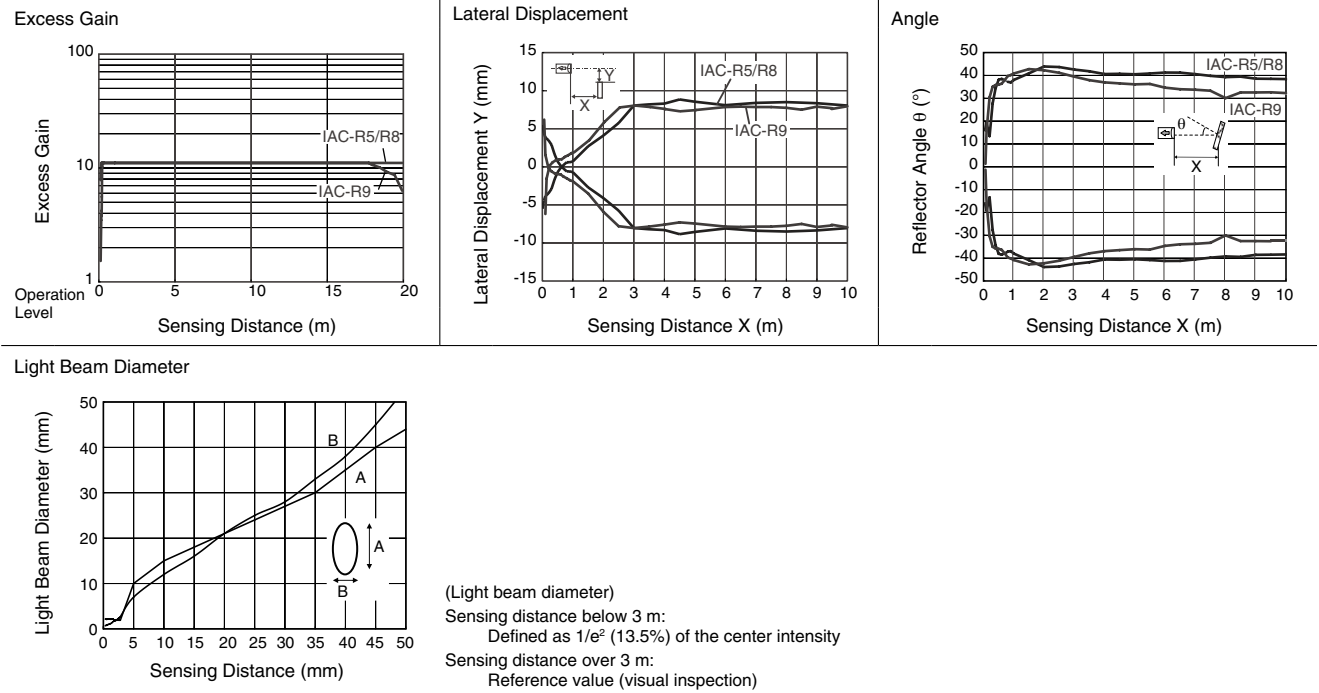 Excess Gain
Excess Gain
100
10
1
IAC-R5/R8
IAC-R9
Operation
Level
0 5 10 15 20
Sensing Distance (m)
Lateral Displacement
Lateral Displacement Y (mm)
15
10
5
0
-5
-10
-15
Y
X
IAC-R5/R8
IAC-R9
0 1 2 3 4 5 6 7 8 9 10
Sensing Distance X (m)
Angle
Reflector Angle θ (°)
50
40
30
20
10
0
-10
-20
-30
-40
-50
IAC-R5/R8
IAC-R9
θ
X
0 1 2 3 4 5 6 7 8 9 10
Sensing Distance X (m)
Light Beam Diameter
Light Beam Diameter (mm)
50
40
30
20
10
0
B
A
A
B
0 5 10 15 20 25 30 35 40 45 50
Sensing Distance (mm)
(Light beam diameter)
Sensing distance below 3 m:
Defined as 1/e² (13.5%) of the center intensity
Sensing distance over 3 m:
Reference value (visual inspection)